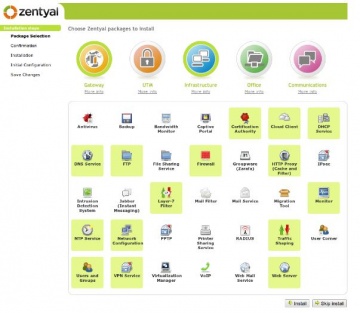 zentyal
Package Selection
Confirmation
Installation
Initial Configuration
Save Changes
Choose Zentyal packages to install
Gateway
More info
UTM
More info
Infrastructure
More info
Office
More info
Communications
More info
Antivirus
Backup
Bandwidth
Monitor
Captive
Portal
Certification
Authority
Cloud Client
DHCP
Service
DNS Service
FTP
File Sharing
Service
Firewall
Groupware
(Zarafa)
HTTP Proxy
(Cache and
Filter)
IPsec
Intrusion
Detection
System
Jabber
(Instant
Messaging)
Layer-7
Filter
Mail Filter
Mail Service
Migration
Tool
Monitor
NTP Service
Network
Configuration
PPTP
Printer
Sharing
Service
RADIUS
Traffic
Shaping
User Corner
Users and
Groups
VPN Service
Virtualization
Manager
VoIP
Web Mail
Service
Web Server
Install
Skip install